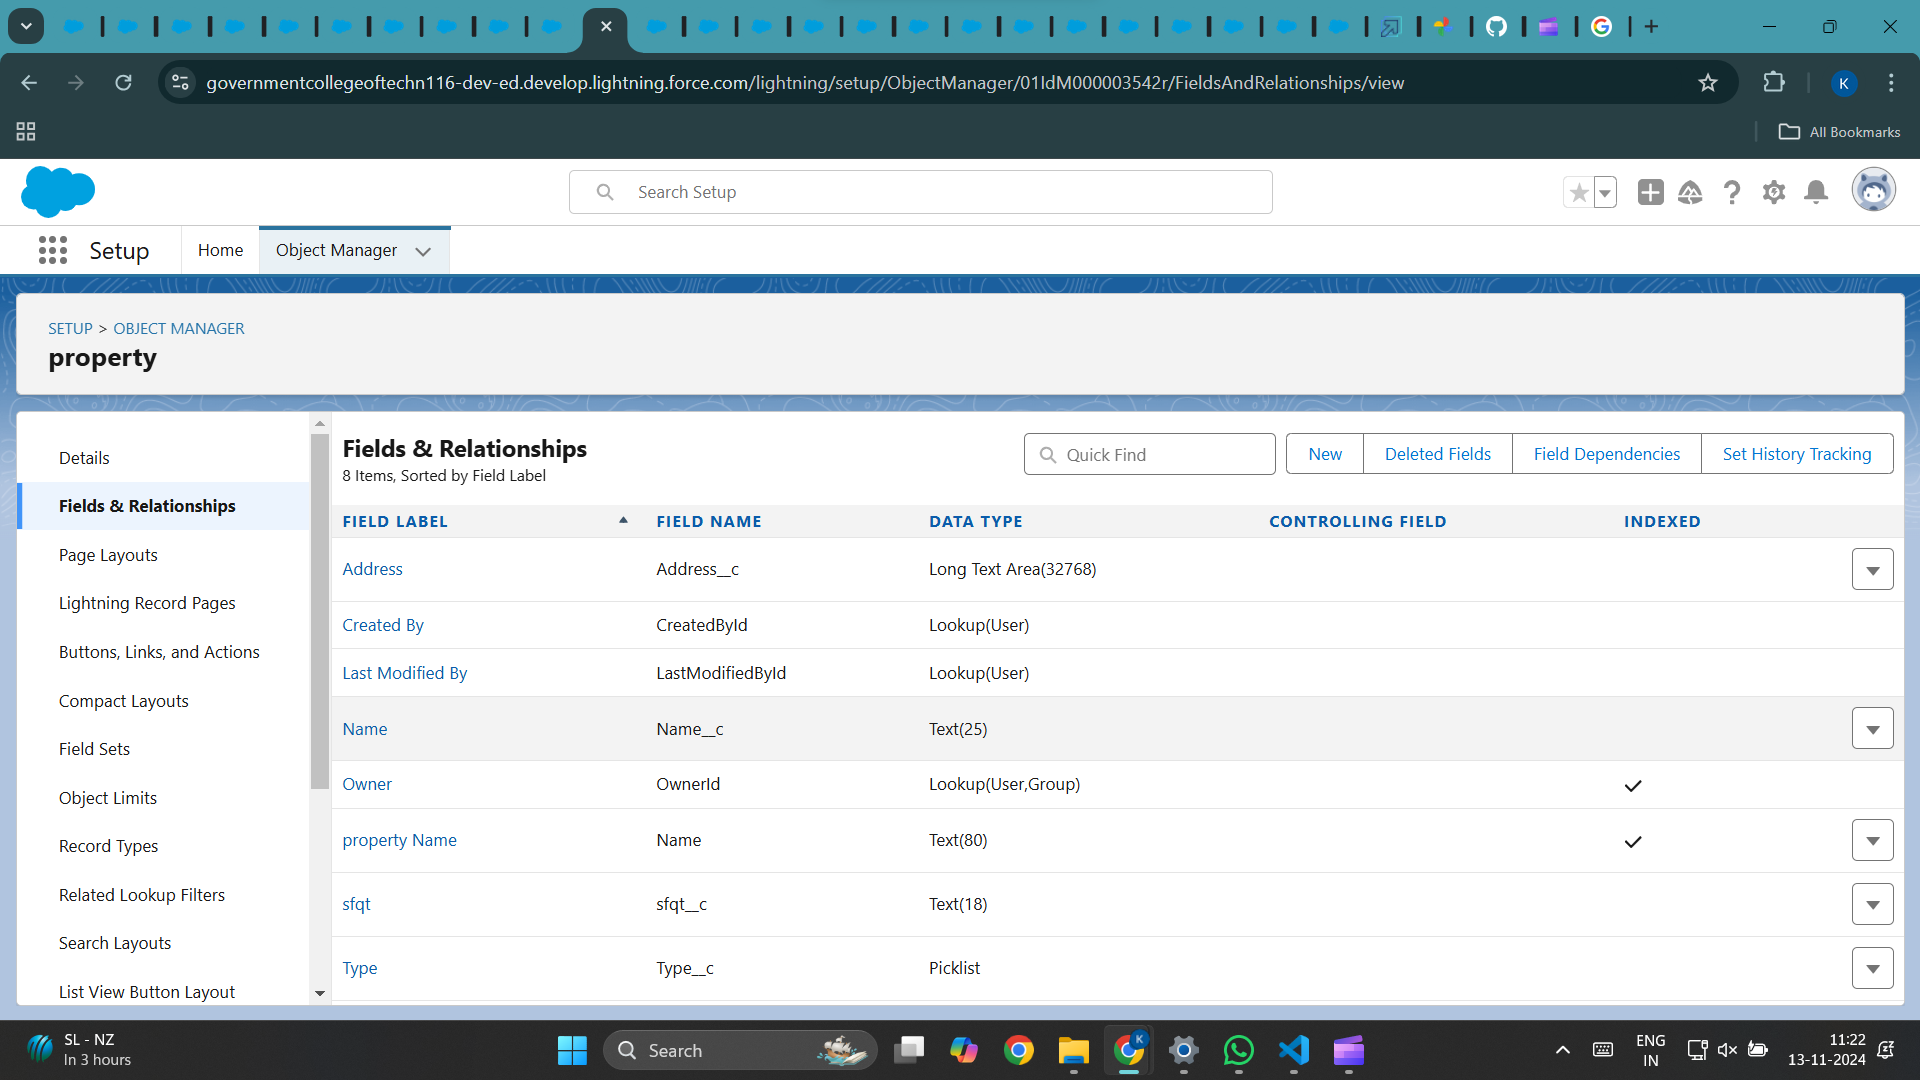 governmentcollegeoftechn116-dev-ed.develop.lightning.force.com/lightning/setup/ObjectManager/01IdM000003542r/FieldsAndRelationships/view
K
All Bookmarks
Search Setup
Setup
Home
Object Manager
SETUP > OBJECT MANAGER
property
Details
Fields & Relationships
Page Layouts
Lightning Record Pages
Buttons, Links, and Actions
Compact Layouts
Field Sets
Object Limits
Record Types
Related Lookup Filters
Search Layouts
List View Button Layout
Fields & Relationships
8 Items, Sorted by Field Label
Quick Find
New
Deleted Fields
Field Dependencies
Set History Tracking
FIELD LABEL FIELD NAME DATA TYPE CONTROLLING FIELD INDEXED
Address Address__c Long Text Area(32768)
Created By CreatedById Lookup(User)
Last Modified By LastModifiedById Lookup(User)
Name Name__c Text(25)
Owner OwnerId Lookup(User,Group)
property Name Name Text(80)
sfqt sfqt__c Text(18)
Type Type__c Picklist
SL - NZ
In 3 hours
Search
K
ENG
IN
11:22
13-11-2024